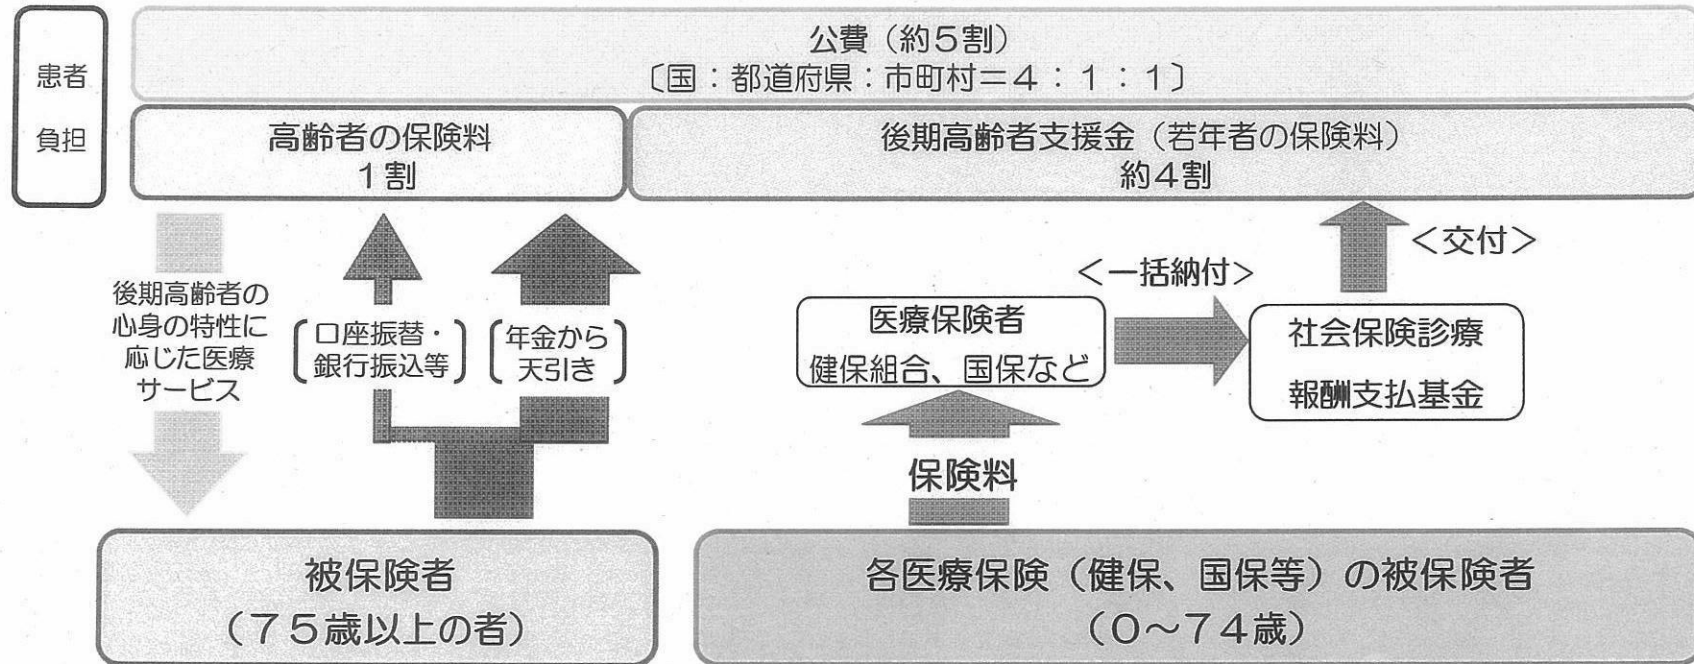 患者
負担
公費（約５割）
〔国：都道府県：市町村＝４：１：１〕
高齢者の保険料
１割
後期高齢者支援金（若年者の保険料）
約４割
後期高齢者の
心身の特性に
応じた医療
サービス
口座振替・
銀行振込等
年金から
天引き
＜一括納付＞
＜交付＞
医療保険者
健保組合、国保など
社会保険診療
報酬支払基金
保険料
被保険者
（７５歳以上の者）
各医療保険（健保、国保等）の被保険者
（０～７４歳）